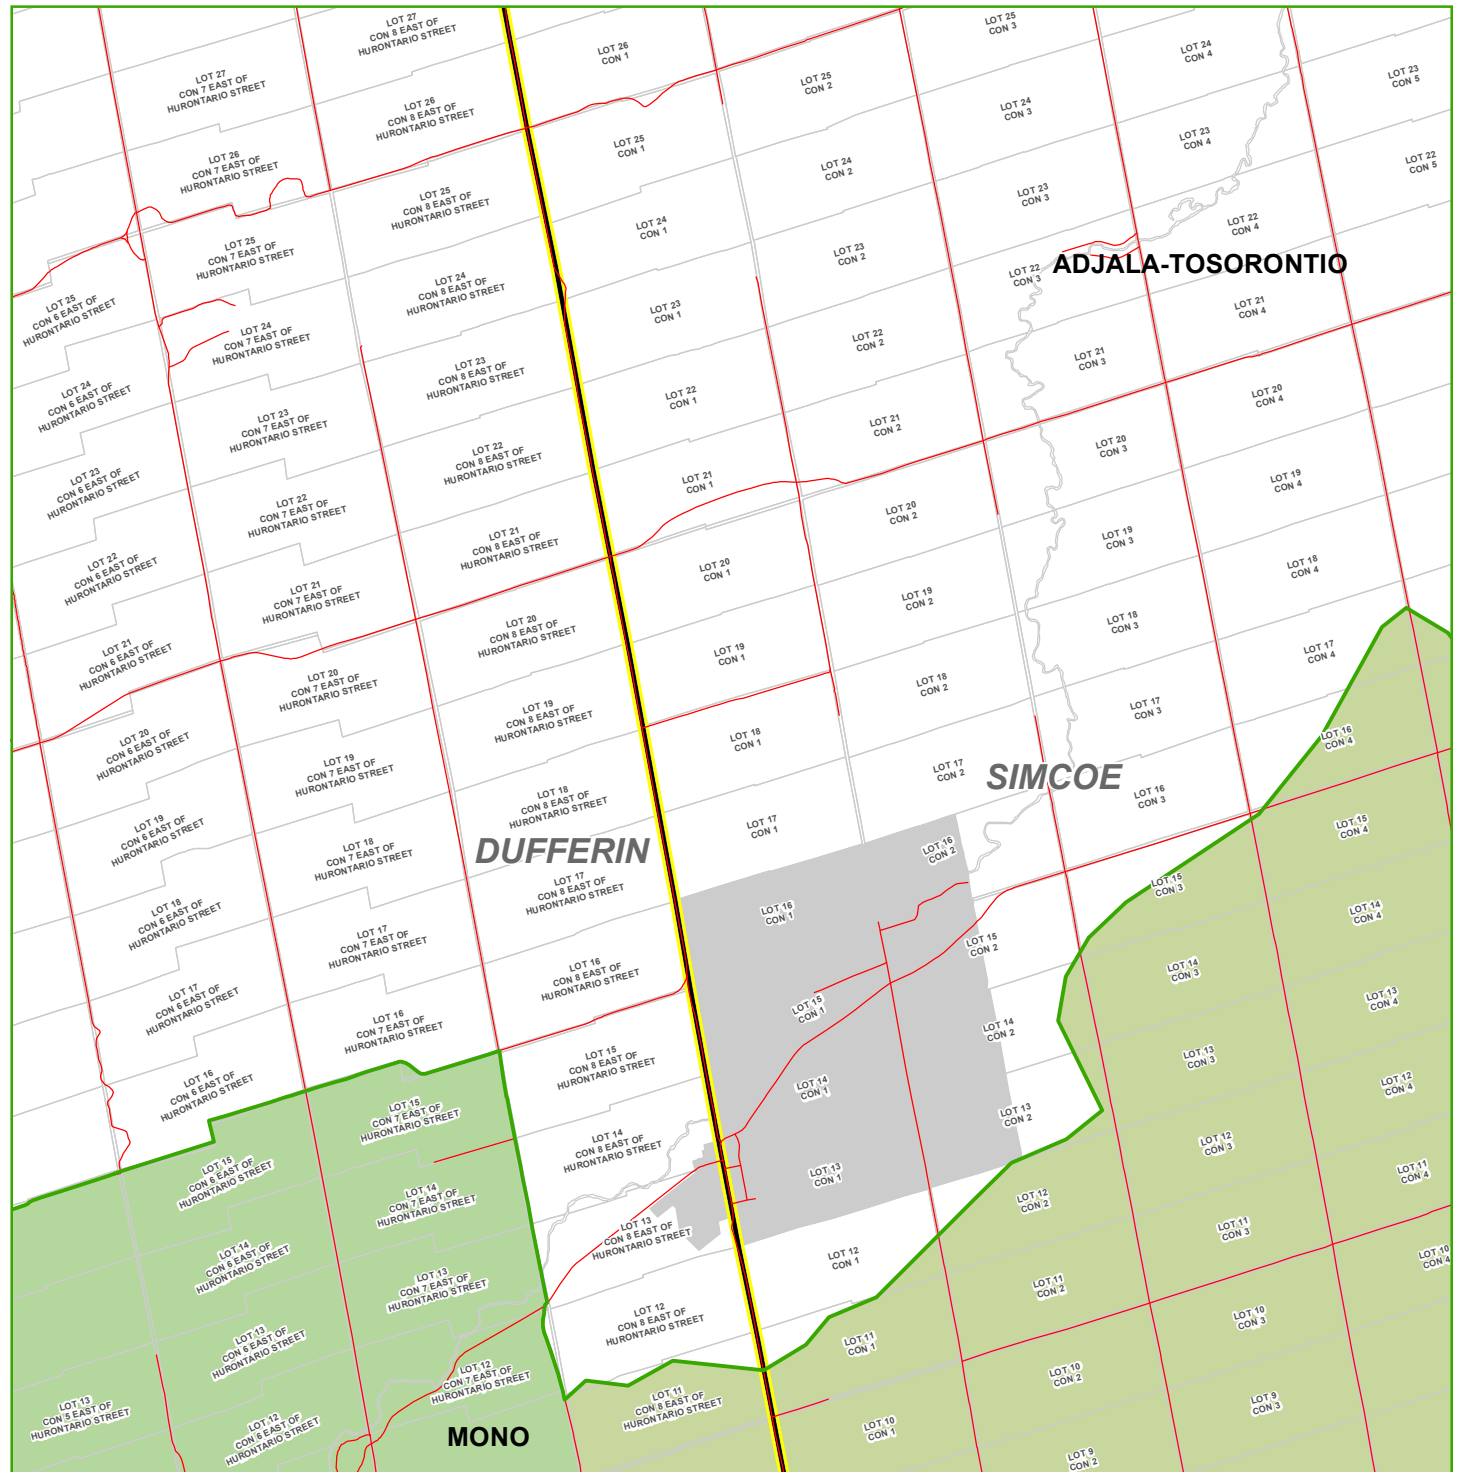 LOT 27
CON 8 EAST OF
HURONTARIO STREET
LOT 26
CON 1
LOT 25
CON 3
LOT 24
CON 4
LOT 23
CON 5
LOT 27
CON 7 EAST OF
HURONTARIO STREET
LOT 26
CON 8 EAST OF
HURONTARIO STREET
LOT 25
CON 1
LOT 25
CON 2
LOT 24
CON 3
LOT 23
CON 4
LOT 22
CON 5
LOT 26
CON 7 EAST OF
HURONTARIO STREET
LOT 25
CON 8 EAST OF
HURONTARIO STREET
LOT 24
CON 1
LOT 24
CON 2
LOT 23
CON 3
LOT 22
CON 4
LOT 25
CON 7 EAST OF
HURONTARIO STREET
LOT 24
CON 8 EAST OF
HURONTARIO STREET
LOT 23
CON 1
LOT 23
CON 2
LOT 22
CON 3
ADJALA-TOSORONTIO
LOT 21
CON 4
LOT 25
CON 6 EAST OF
HURONTARIO STREET
LOT 24
CON 7 EAST OF
HURONTARIO STREET
LOT 23
CON 8 EAST OF
HURONTARIO STREET
LOT 22
CON 1
LOT 22
CON 2
LOT 21
CON 3
LOT 20
CON 4
LOT 24
CON 6 EAST OF
HURONTARIO STREET
LOT 23
CON 7 EAST OF
HURONTARIO STREET
LOT 22
CON 8 EAST OF
HURONTARIO STREET
LOT 21
CON 1
LOT 21
CON 2
LOT 20
CON 3
LOT 19
CON 4
LOT 23
CON 6 EAST OF
HURONTARIO STREET
LOT 22
CON 7 EAST OF
HURONTARIO STREET
LOT 21
CON 8 EAST OF
HURONTARIO STREET
LOT 20
CON 1
LOT 20
CON 2
LOT 19
CON 3
LOT 18
CON 4
LOT 22
CON 6 EAST OF
HURONTARIO STREET
LOT 21
CON 7 EAST OF
HURONTARIO STREET
LOT 20
CON 8 EAST OF
HURONTARIO STREET
LOT 19
CON 1
LOT 19
CON 2
LOT 18
CON 3
LOT 17
CON 4
LOT 21
CON 6 EAST OF
HURONTARIO STREET
LOT 20
CON 7 EAST OF
HURONTARIO STREET
LOT 19
CON 8 EAST OF
HURONTARIO STREET
LOT 18
CON 1
LOT 18
CON 2
LOT 17
CON 3
LOT 16
CON 4
LOT 20
CON 6 EAST OF
HURONTARIO STREET
LOT 19
CON 7 EAST OF
HURONTARIO STREET
LOT 18
CON 8 EAST OF
HURONTARIO STREET
LOT 17
CON 1
LOT 17
CON 2
SIMCOE
LOT 16
CON 3
LOT 15
CON 4
LOT 19
CON 6 EAST OF
HURONTARIO STREET
LOT 18
CON 7 EAST OF
HURONTARIO STREET
DUFFERIN
LOT 17
CON 8 EAST OF
HURONTARIO STREET
LOT 16
CON 1
LOT 16
CON 2
LOT 15
CON 3
LOT 14
CON 4
LOT 18
CON 6 EAST OF
HURONTARIO STREET
LOT 17
CON 7 EAST OF
HURONTARIO STREET
LOT 16
CON 8 EAST OF
HURONTARIO STREET
LOT 15
CON 1
LOT 15
CON 2
LOT 14
CON 3
LOT 13
CON 4
LOT 17
CON 6 EAST OF
HURONTARIO STREET
LOT 16
CON 7 EAST OF
HURONTARIO STREET
LOT 15
CON 8 EAST OF
HURONTARIO STREET
LOT 14
CON 1
LOT 14
CON 2
LOT 13
CON 3
LOT 12
CON 4
LOT 16
CON 6 EAST OF
HURONTARIO STREET
LOT 15
CON 7 EAST OF
HURONTARIO STREET
LOT 14
CON 8 EAST OF
HURONTARIO STREET
LOT 13
CON 1
LOT 13
CON 2
LOT 12
CON 3
LOT 11
CON 4
LOT 15
CON 6 EAST OF
HURONTARIO STREET
LOT 14
CON 7 EAST OF
HURONTARIO STREET
LOT 13
CON 8 EAST OF
HURONTARIO STREET
LOT 12
CON 1
LOT 12
CON 2
LOT 11
CON 3
LOT 10
CON 4
LOT 14
CON 6 EAST OF
HURONTARIO STREET
LOT 13
CON 7 EAST OF
HURONTARIO STREET
LOT 12
CON 8 EAST OF
HURONTARIO STREET
LOT 11
CON 1
LOT 11
CON 2
LOT 10
CON 3
LOT 13
CON 6 EAST OF
HURONTARIO STREET
LOT 12
CON 7 EAST OF
HURONTARIO STREET
LOT 11
CON 8 EAST OF
HURONTARIO STREET
LOT 10
CON 1
LOT 10
CON 2
LOT 9
CON 3
LOT 13
CON 5 EAST OF
HURONTARIO STREET
LOT 12
CON 6 EAST OF
HURONTARIO STREET
MONO
LOT 9
CON 2